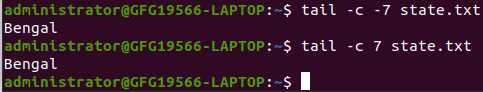 administrator@GFG19566-LAPTOP:~$ tail -c -7 state.txt
Bengal
administrator@GFG19566-LAPTOP:~$ tail -c 7 state.txt
Bengal
administrator@GFG19566-LAPTOP:~$